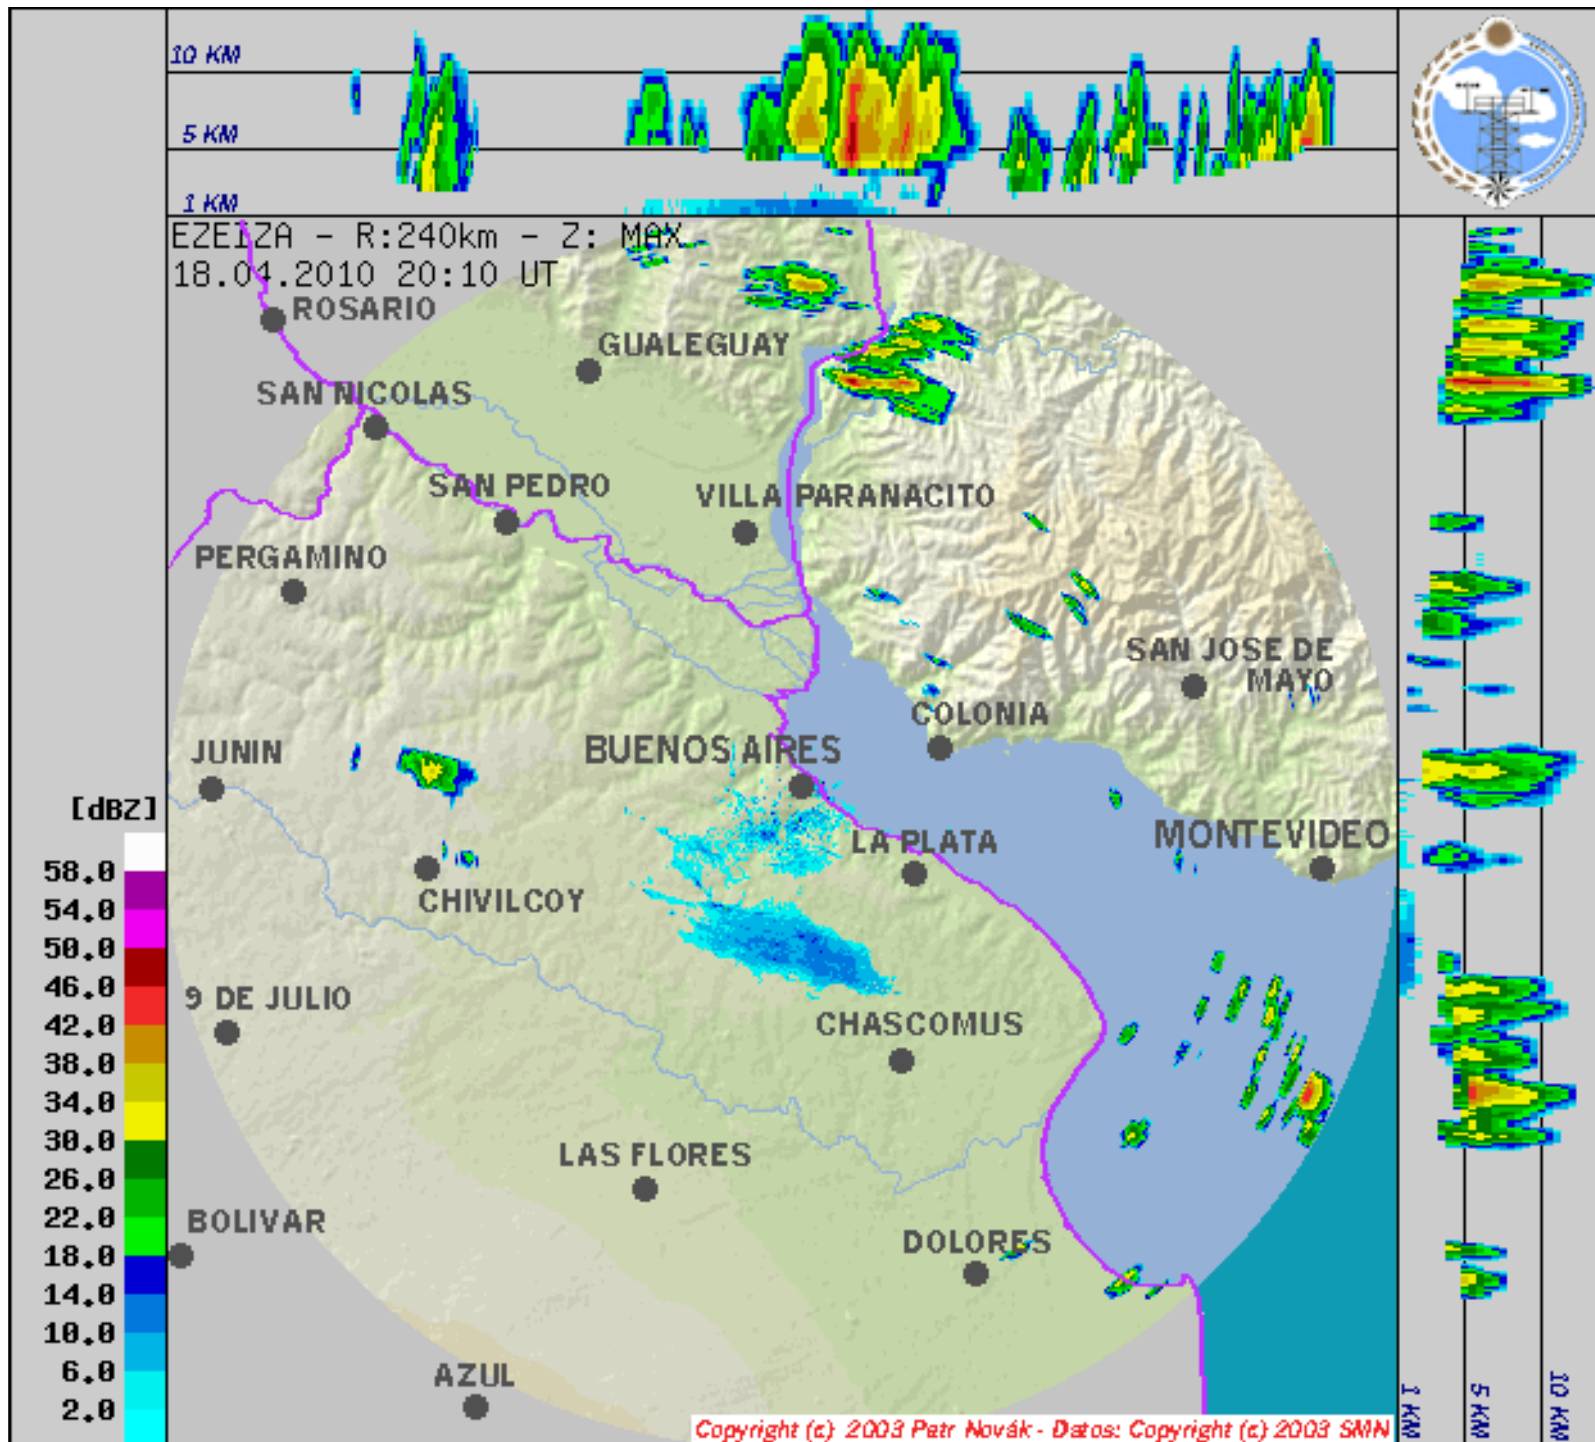 10 KM
5 KM
1 KM
EZEIZA - R:240km - Z: MAX
18.04.2010 20:10 UT
ROSARIO
GUALEGUAY
SAN NICOLAS
SAN PEDRO
VILLA PARANACITO
PERGAMINO
SAN JOSE DE
MAYO
COLONIA
JUNIN
BUENOS AIRES
[dBZ]
MONTEVIDEO
LA PLATA
CHIVILCOY
58.0
54.0
50.0
46.0
42.0
38.0
34.0
30.0
26.0
22.0
18.0
14.0
10.0
6.0
2.0
9 DE JULIO
CHASCOMUS
LAS FLORES
BOLIVAR
DOLORES
AZUL
1 KM
5 KM
10 KM
Copyright (c) 2003 Petr Novák - Datos: Copyright (c) 2003 SMN